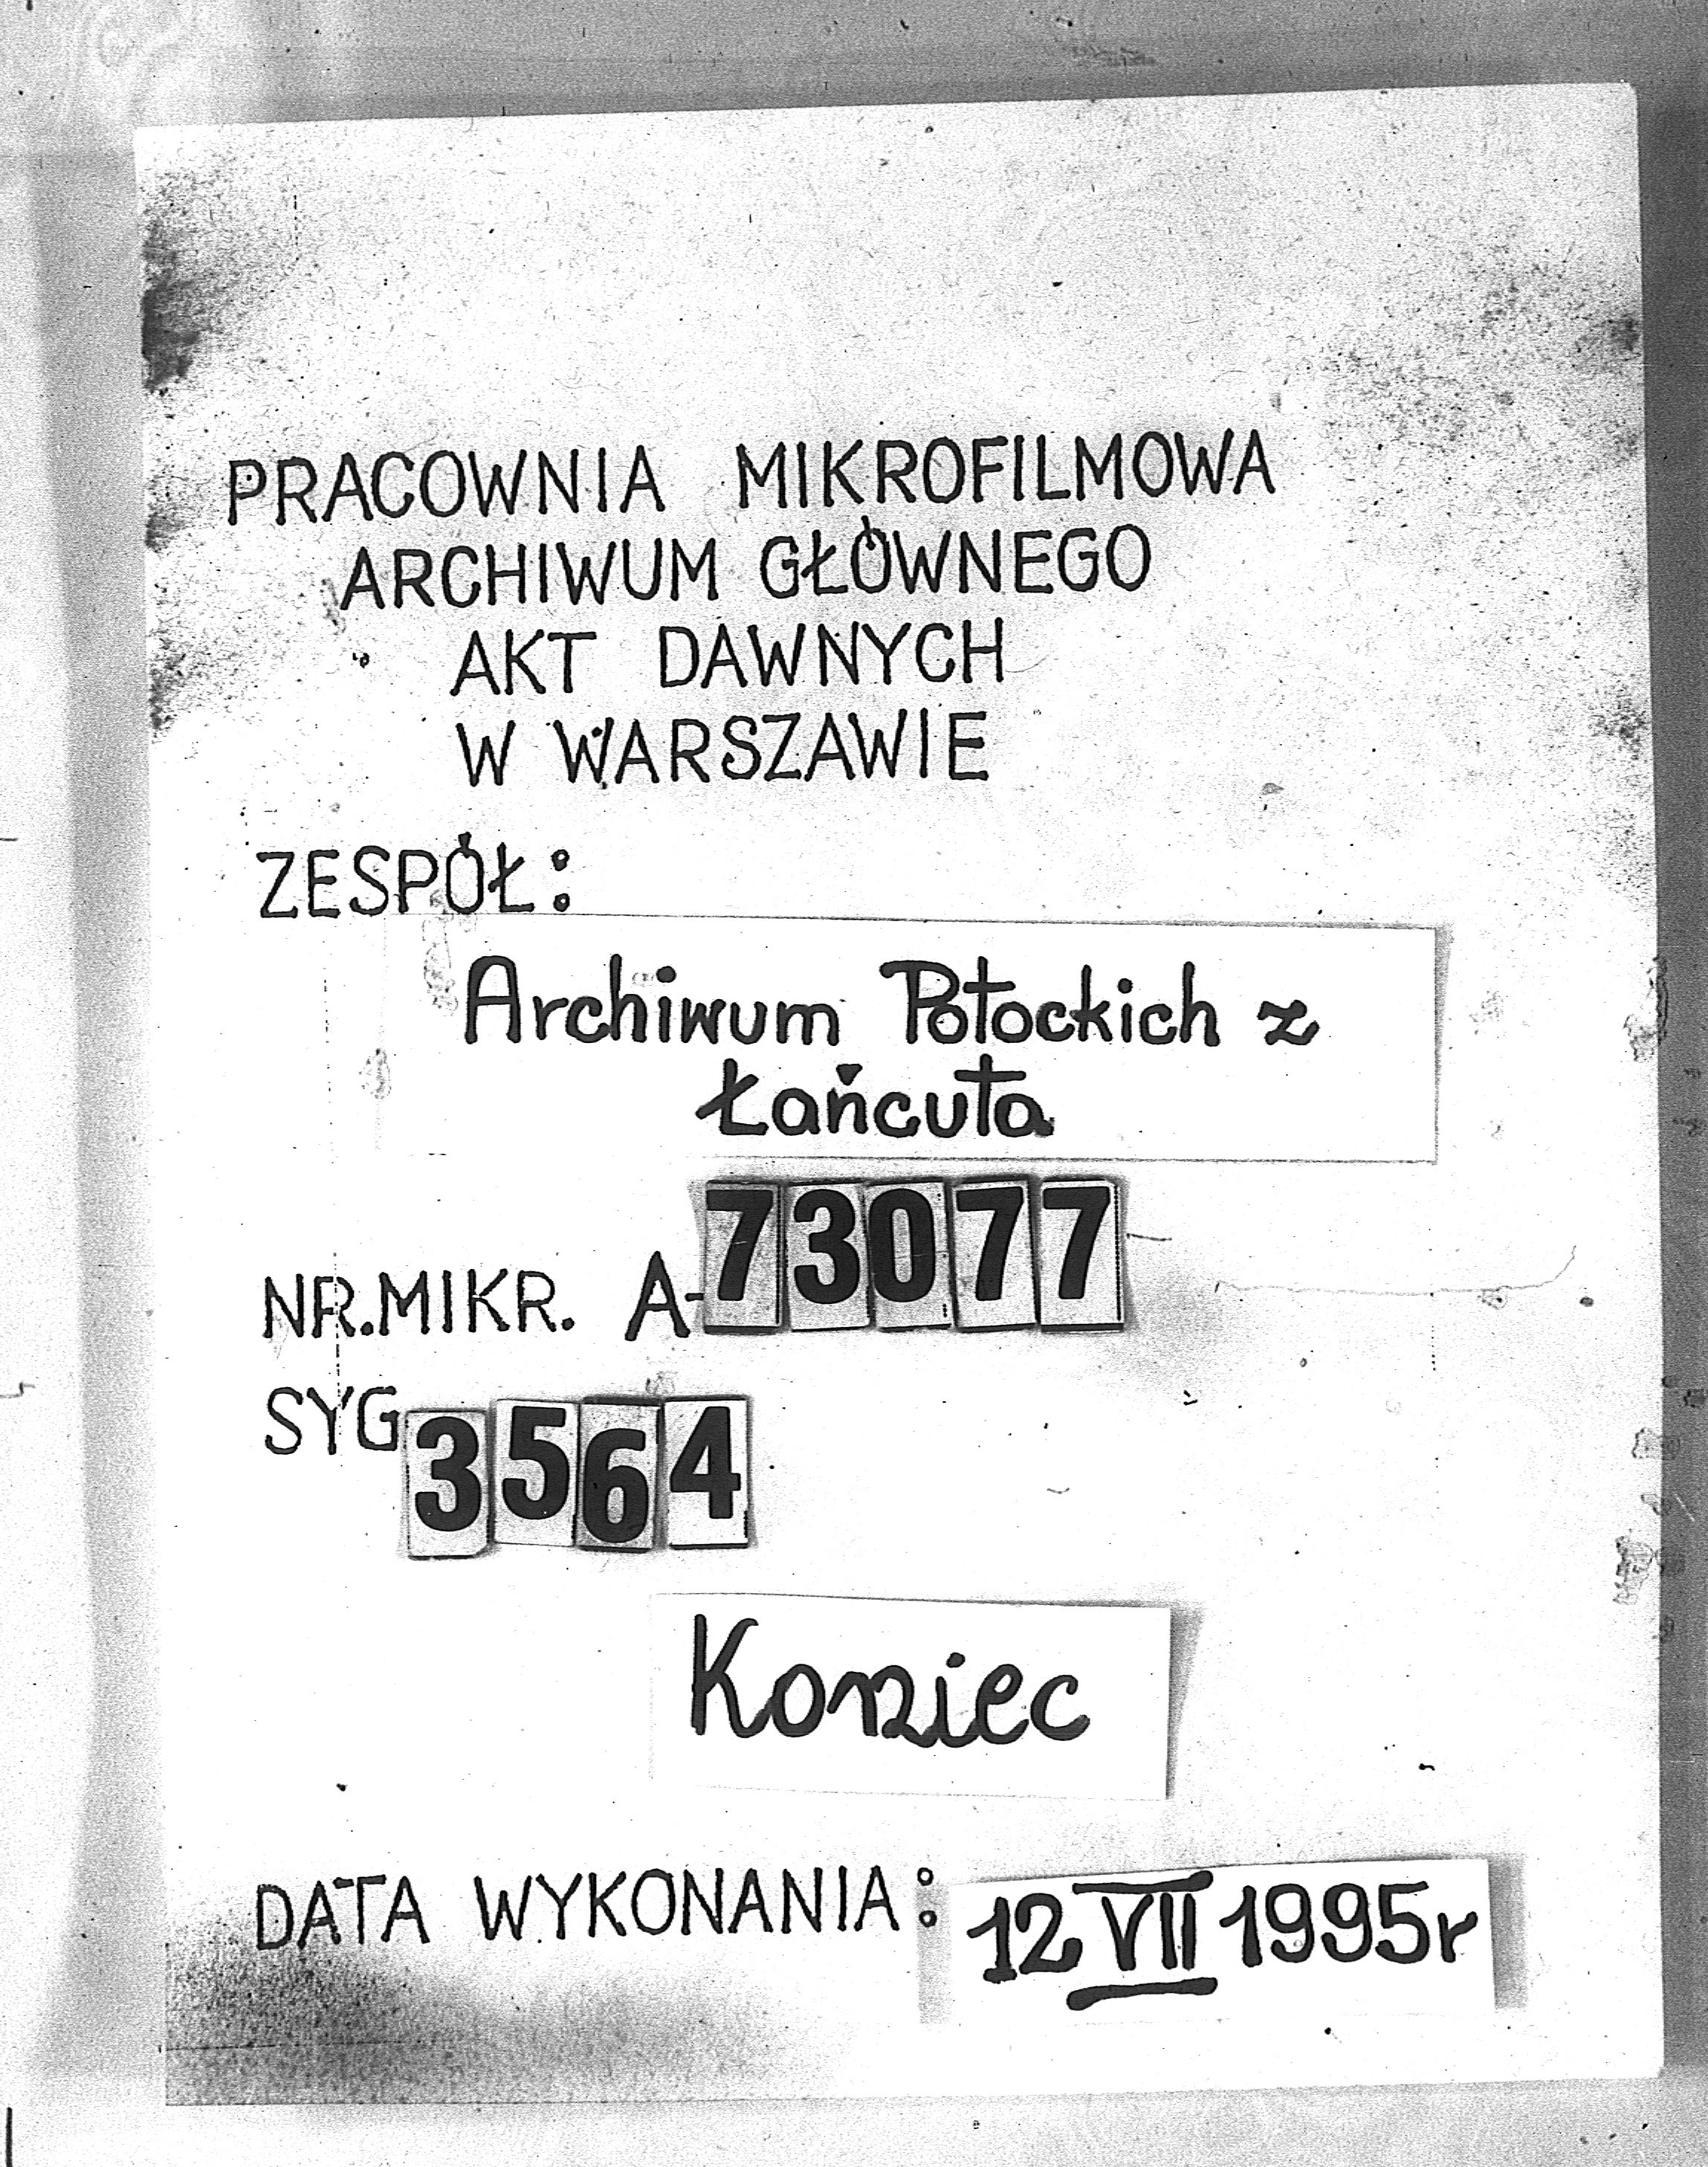 PRACOWNIA MIKROFILMOWA
ARCHIWUM GŁÓWNEGO
AKT DAWNYCH
W WARSZAWIE
ZESPÓŁ:
Archiwum Potockich z
Łańcuta
NR.MIKR. A-73077
SYG 3564
Koniec
DATA WYKONANIA: 12 VII 1995r